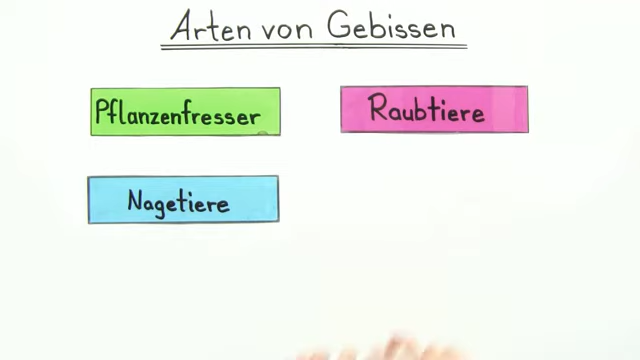 Arten von Gebissen
Pflanzenfresser
Raubtiere
Nagetiere